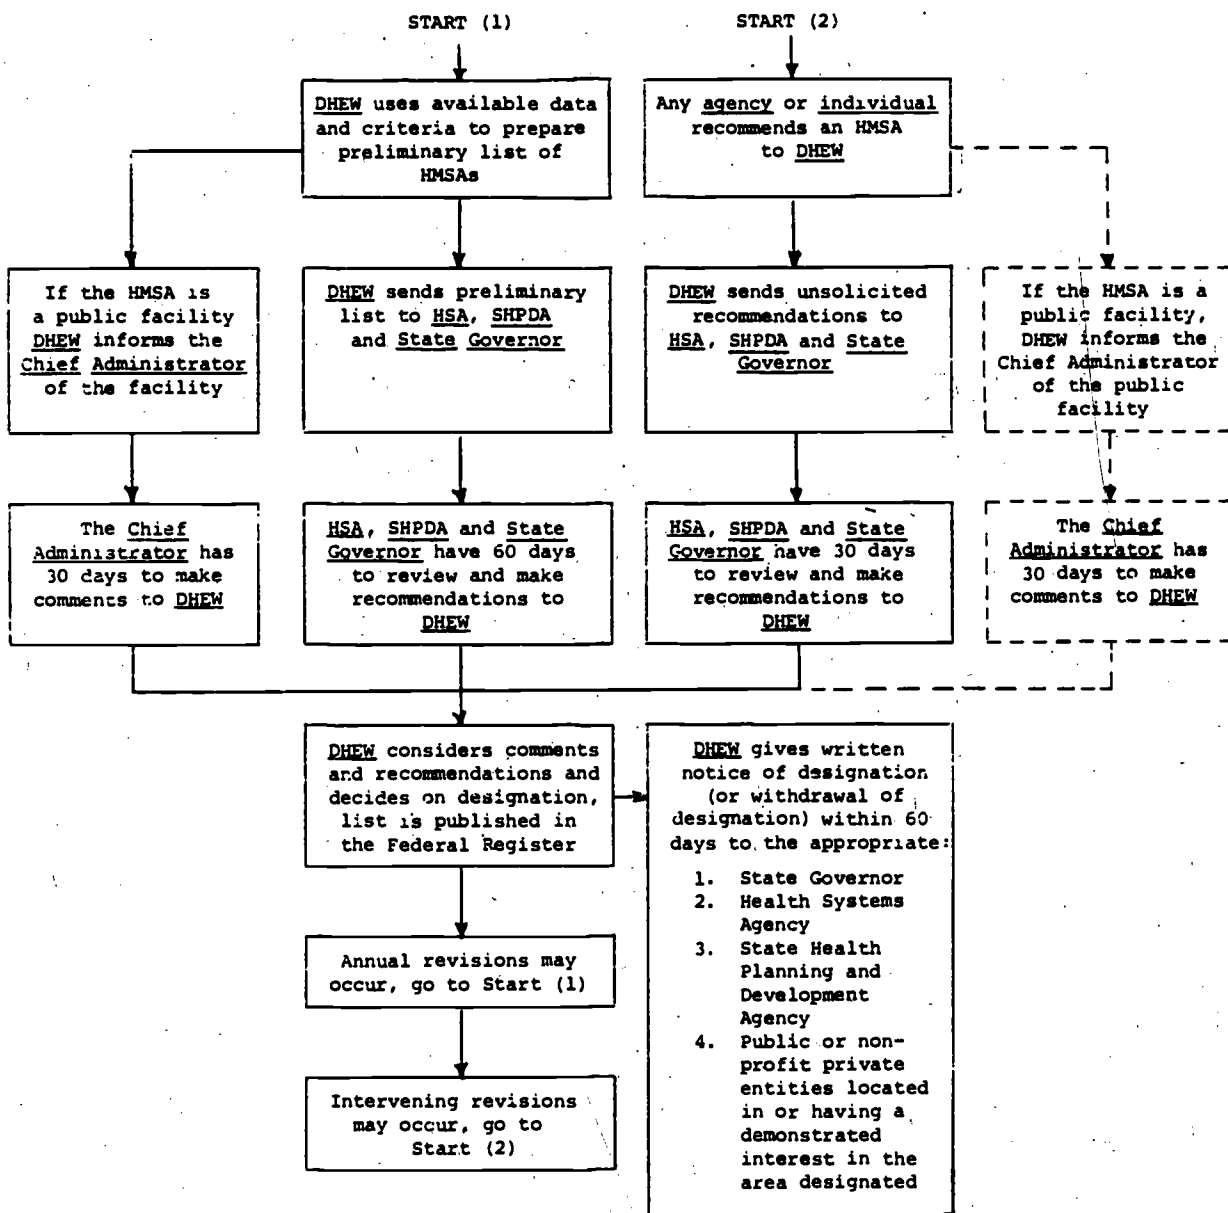 START (1)
START (2)
DHEW uses available data
and criteria to prepare
preliminary list of
HMSAs
Any agency or individual
recommends an HMSA
to DHEW
If the HMSA is
a public facility
DHEW informs the
Chief Administrator
of the facility
DHEW sends preliminary
list to HSA, SHPDA
and State Governor
DHEW sends unsolicited
recommendations to
HSA, SHPDA and State
Governor
If the HMSA is a
public facility,
DHEW informs the
Chief Administrator
of the public
facility
The Chief
Administrator has
30 days to make
comments to DHEW
HSA, SHPDA and State
Governor have 60 days
to review and make
recommendations to
DHEW
HSA, SHPDA and State
Governor have 30 days
to review and make
recommendations to
DHEW
The Chief
Administrator has
30 days to make
comments to DHEW
DHEW considers comments
and recommendations and
decides on designation,
list is published in
the Federal Register
DHEW gives written
notice of designation
(or withdrawal of
designation) within 60
days to the appropriate:
1. State Governor
2. Health Systems
Agency
3. State Health
Planning and
Development
Agency
4. Public or non-
profit private
entities located
in or having a
demonstrated
interest in the
area designated
Annual revisions may
occur, go to Start (1)
Intervening revisions
may occur, go to
Start (2)